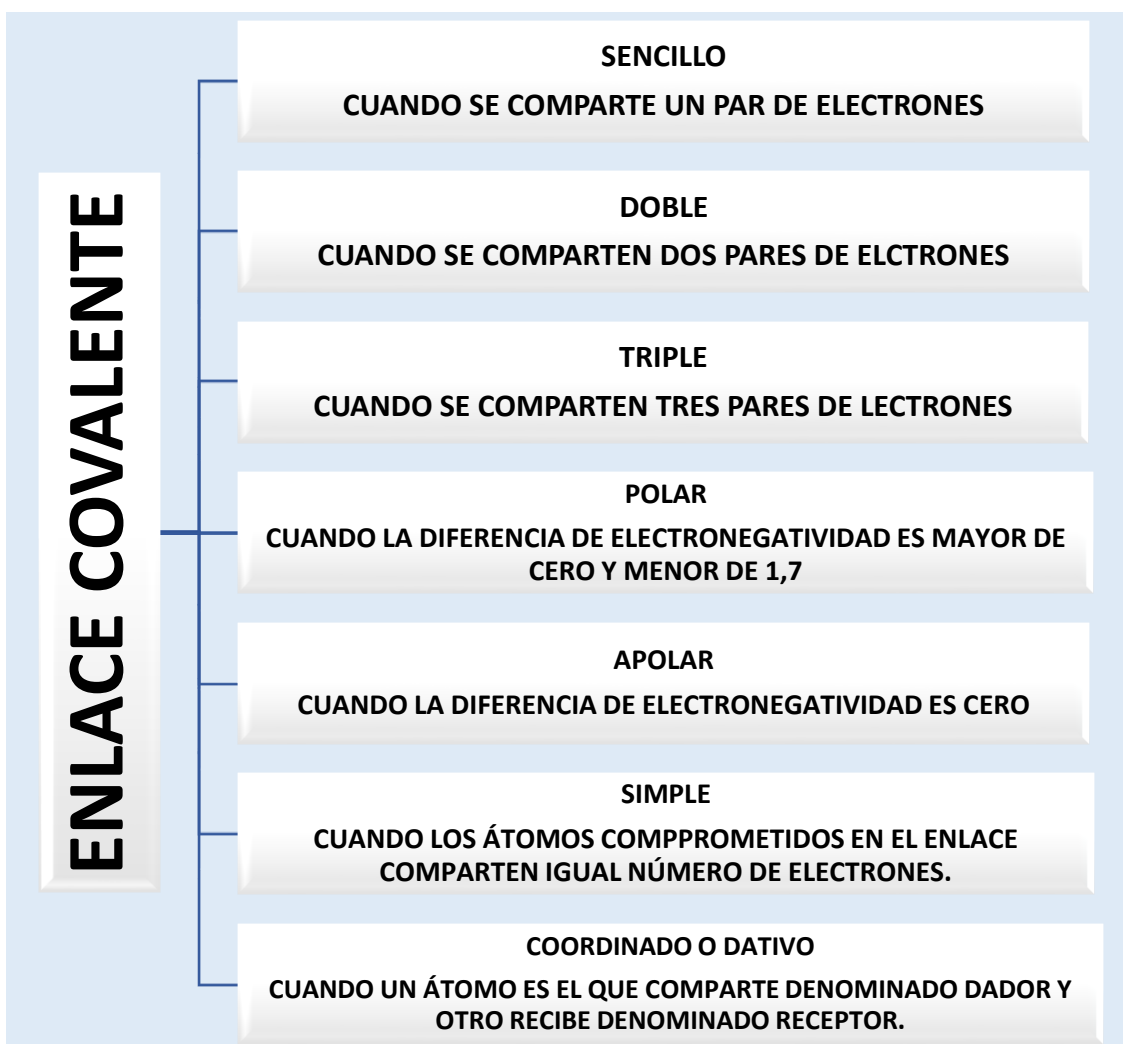 ENLACE COVALENTE
SENCILLO
CUANDO SE COMPARTE UN PAR DE ELECTRONES
DOBLE
CUANDO SE COMPARTEN DOS PARES DE ELCTRONES
TRIPLE
CUANDO SE COMPARTEN TRES PARES DE LECTRONES
POLAR
CUANDO LA DIFERENCIA DE ELECTRONEGATIVIDAD ES MAYOR DE
CERO Y MENOR DE 1,7
APOLAR
CUANDO LA DIFERENCIA DE ELECTRONEGATIVIDAD ES CERO
SIMPLE
CUANDO LOS ÁTOMOS COMPPROMETIDOS EN EL ENLACE
COMPARTEN IGUAL NÚMERO DE ELECTRONES.
COORDINADO O DATIVO
CUANDO UN ÁTOMO ES EL QUE COMPARTE DENOMINADO DADOR Y
OTRO RECIBE DENOMINADO RECEPTOR.